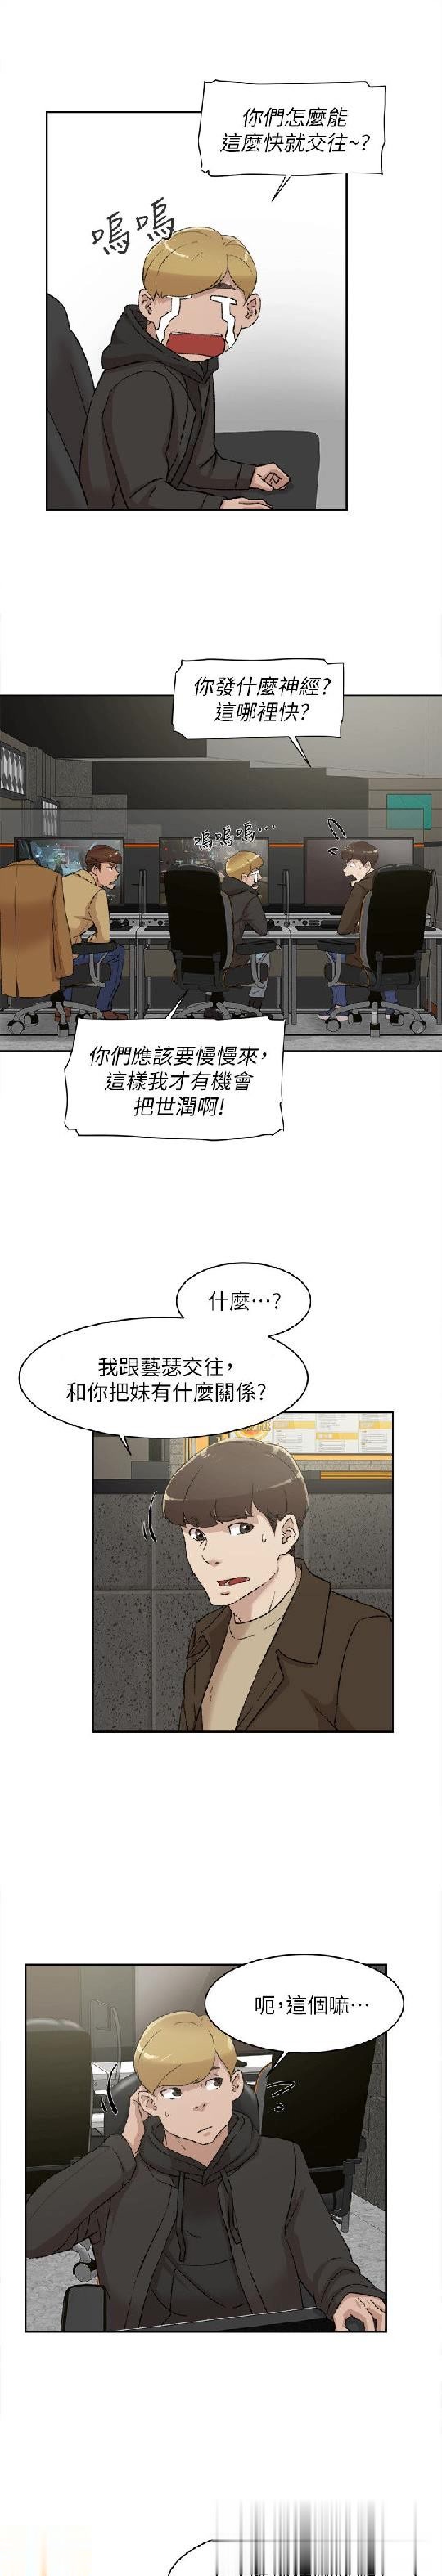 你們怎麼能
這麼快就交往~?
嗚嗚
你發什麼神經?
這哪裡快?
嗚嗚嗚…
你們應該要慢慢來,
這樣我才有機會
把世潤啊!
什麼…?
我跟藝瑟交往,
和你把妹有什麼關係?
呃,這個嘛…